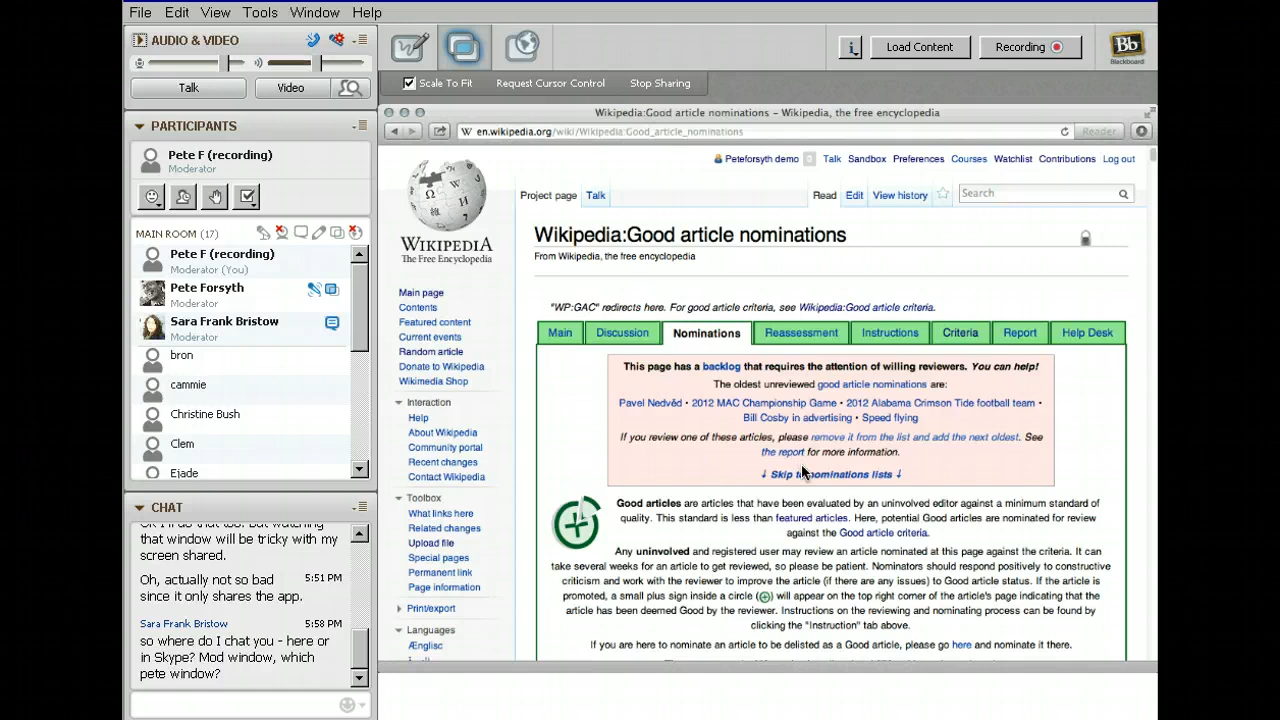 File Edit View Tools Window Help
AUDIO & VIDEO
Talk Video
PARTICIPANTS
Pete F (recording)
Moderator
MAIN ROOM (17)
Pete F (recording)
Moderator (You)
Pete Forsyth
Moderator
Sara Frank Bristow
Moderator
bron
cammie
Christine Bush
Clem
Ejade
CHAT
that window will be tricky with my
screen shared.
Oh, actually not so bad 5:51 PM
since it only shares the app.
Sara Frank Bristow 5:58 PM
so where do I chat you - here or
in Skype? Mod window, which
pete window?
Load Content Recording
Bb
Blackboard
Scale To Fit Request Cursor Control Stop Sharing
Wikipedia:Good article nominations – Wikipedia, the free encyclopedia
W en.wikipedia.org/wiki/Wikipedia:Good_article_nominations Reader
Peteforsyth demo 0 Talk Sandbox Preferences Courses Watchlist Contributions Log out
Project page Talk Read Edit View history Search
WIKIPEDIA
The Free Encyclopedia
Main page
Contents
Featured content
Current events
Random article
Donate to Wikipedia
Wikimedia Shop
Interaction
Help
About Wikipedia
Community portal
Recent changes
Contact Wikipedia
Toolbox
What links here
Related changes
Upload file
Special pages
Permanent link
Page information
Print/export
Languages
Ænglisc
Wikipedia:Good article nominations
From Wikipedia, the free encyclopedia
"WP:GAC" redirects here. For good article criteria, see Wikipedia:Good article criteria.
Main Discussion Nominations Reassessment Instructions Criteria Report Help Desk
This page has a backlog that requires the attention of willing reviewers. You can help!
The oldest unreviewed good article nominations are:
Pavel Nedvěd • 2012 MAC Championship Game • 2012 Alabama Crimson Tide football team •
Bill Cosby in advertising • Speed flying
If you review one of these articles, please remove it from the list and add the next oldest. See
the report for more information.
↓ Skip to nominations lists ↓
Good articles are articles that have been evaluated by an uninvolved editor against a minimum standard of
quality. This standard is less than featured articles. Here, potential Good articles are nominated for review
against the Good article criteria.
Any uninvolved and registered user may review an article nominated at this page against the criteria. It can
take several weeks for an article to get reviewed, so please be patient. Nominators should respond positively to constructive
criticism and work with the reviewer to improve the article (if there are any issues) to Good article status. If the article is
promoted, a small plus sign inside a circle () will appear on the top right corner of the article's page indicating that the
article has been deemed Good by the reviewer. Instructions on the reviewing and nominating process can be found by
clicking the "Instruction" tab above.
If you are here to nominate an article to be delisted as a Good article, please go here and nominate it there.